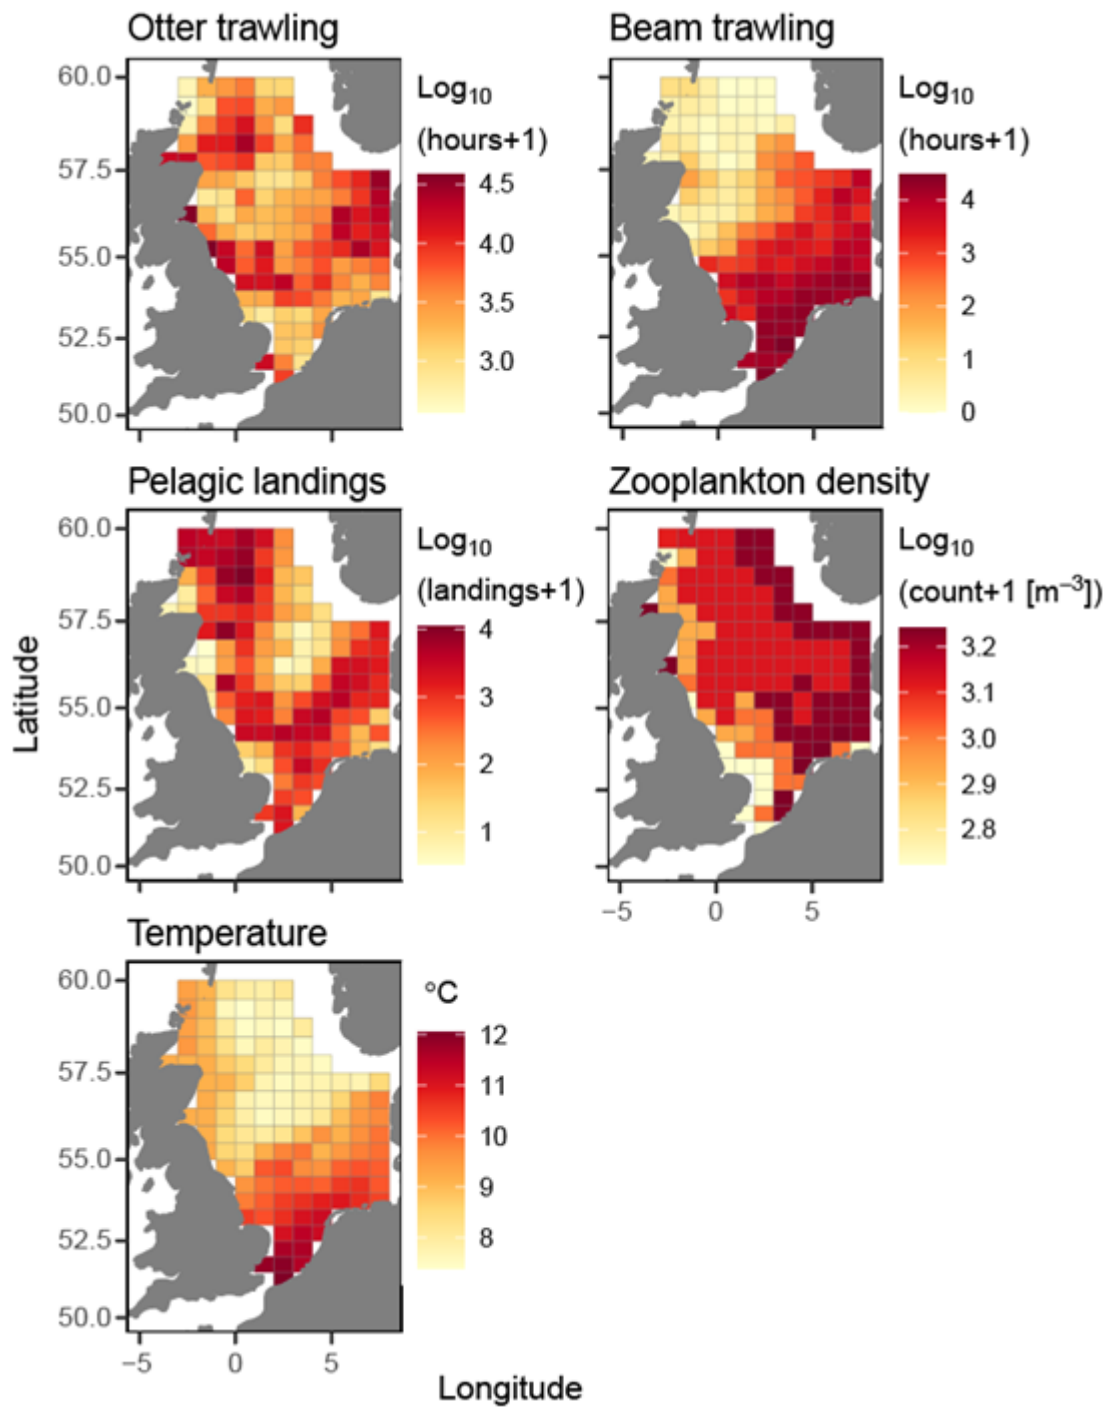 Otter trawling
Beam trawling
60.0
57.5
55.0
52.5
50.0
Log₁₀
(hours+1)
4.5
4.0
3.5
3.0
Log₁₀
(hours+1)
4
3
2
1
0
Pelagic landings
Zooplankton density
60.0
57.5
55.0
52.5
50.0
Log₁₀
(landings+1)
4
3
2
1
Log₁₀
(count+1 [m⁻³])
3.2
3.1
3.0
2.9
2.8
−5
0
5
Latitude
Temperature
60.0
57.5
55.0
52.5
50.0
°C
12
11
10
9
8
−5
0
5
Longitude